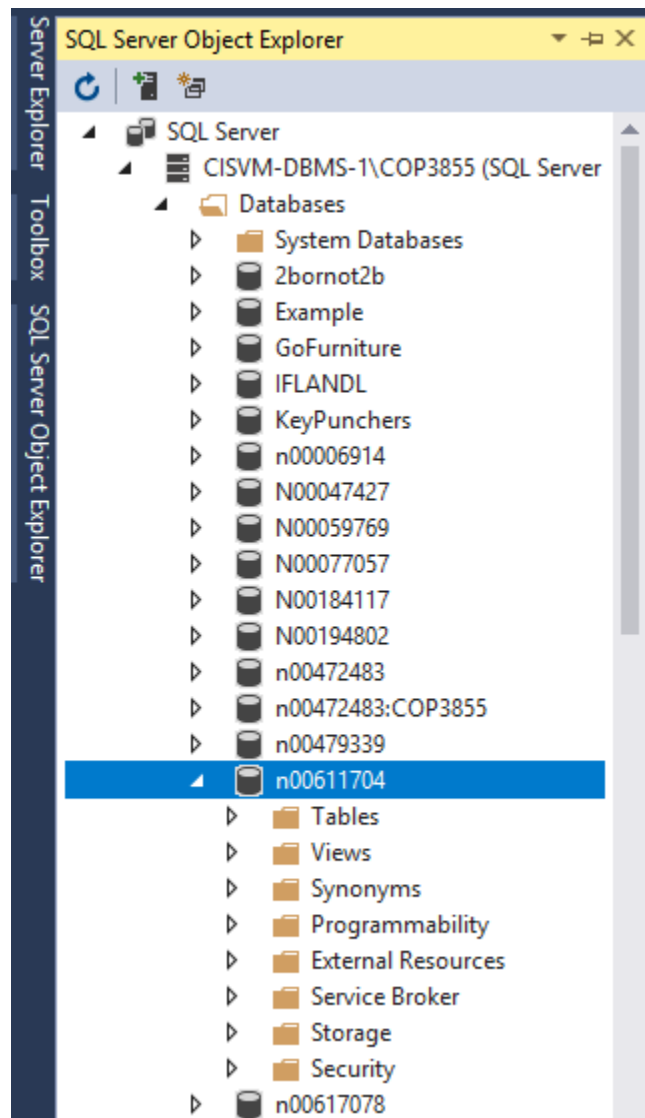 Server Explorer
Toolbox
SQL Server Object Explorer
SQL Server Object Explorer
SQL Server
CISVM-DBMS-1\COP3855 (SQL Server
Databases
System Databases
2bornot2b
Example
GoFurniture
IFLANDL
KeyPunchers
n00006914
N00047427
N00059769
N00077057
N00184117
N00194802
n00472483
n00472483:COP3855
n00479339
n00611704
Tables
Views
Synonyms
Programmability
External Resources
Service Broker
Storage
Security
n00617078